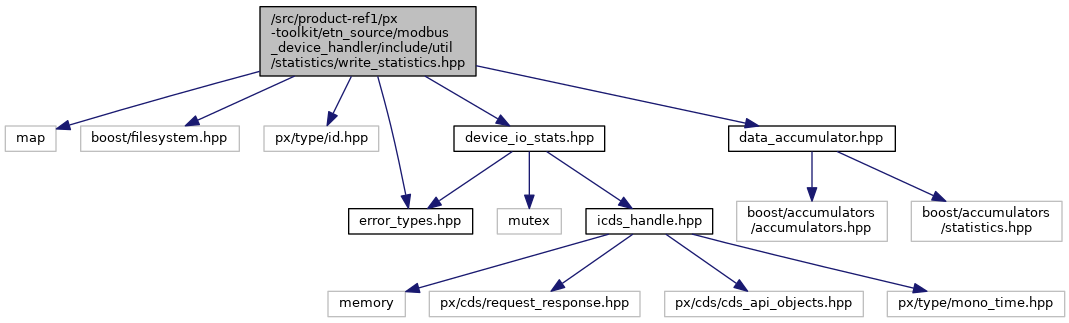 /src/product-ref1/px
-toolkit/etn_source/modbus
_device_handler/include/util
/statistics/write_statistics.hpp
map
boost/filesystem.hpp
px/type/id.hpp
device_io_stats.hpp
data_accumulator.hpp
error_types.hpp
mutex
icds_handle.hpp
boost/accumulators
/accumulators.hpp
boost/accumulators
/statistics.hpp
memory
px/cds/request_response.hpp
px/cds/cds_api_objects.hpp
px/type/mono_time.hpp